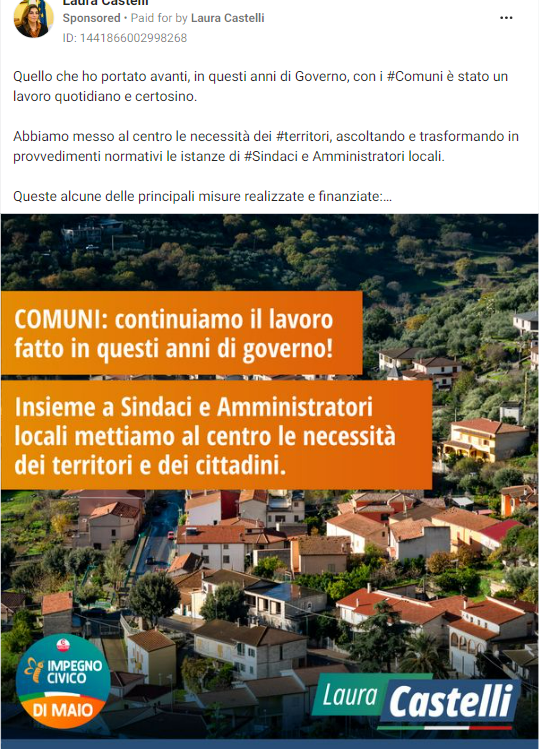 Laura Castelli
Sponsored • Paid for by Laura Castelli
ID: 1441866002998268
Quello che ho portato avanti, in questi anni di Governo, con i #Comuni è stato un
lavoro quotidiano e certosino.
Abbiamo messo al centro le necessità dei #territori, ascoltando e trasformando in
provvedimenti normativi le istanze di #Sindaci e Amministratori locali.
Queste alcune delle principali misure realizzate e finanziate:...
COMUNI: continuiamo il lavoro
fatto in questi anni di governo!
Insieme a Sindaci e Amministratori
locali mettiamo al centro le necessità
dei territori e dei cittadini.
IMPEGNO
CIVICO
DI MAIO
Laura Castelli